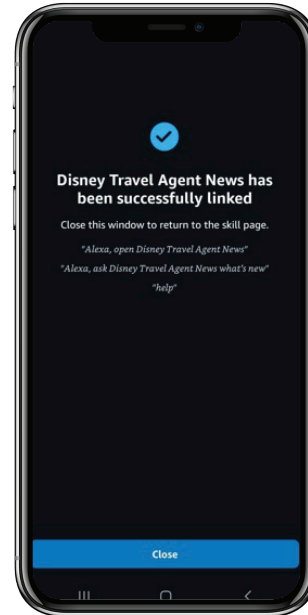 Disney Travel Agent News has
been successfully linked
Close this window to return to the skill page.
"Alexa, open Disney Travel Agent News"
"Alexa, ask Disney Travel Agent News what's new"
"help"
Close